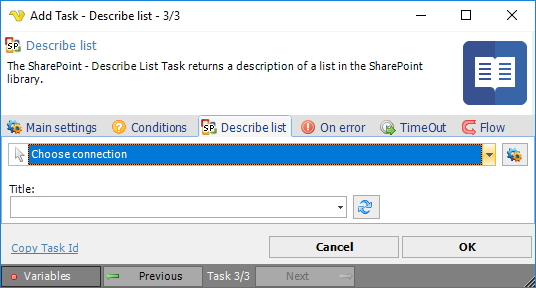 Add Task - Describe list - 3/3
Describe list
The SharePoint - Describe List Task returns a description of a list in the SharePoint
library.
Main settings Conditions Describe list On error TimeOut Flow
Choose connection
Title:
Copy Task Id Cancel OK
Variables Previous Task 3/3 Next